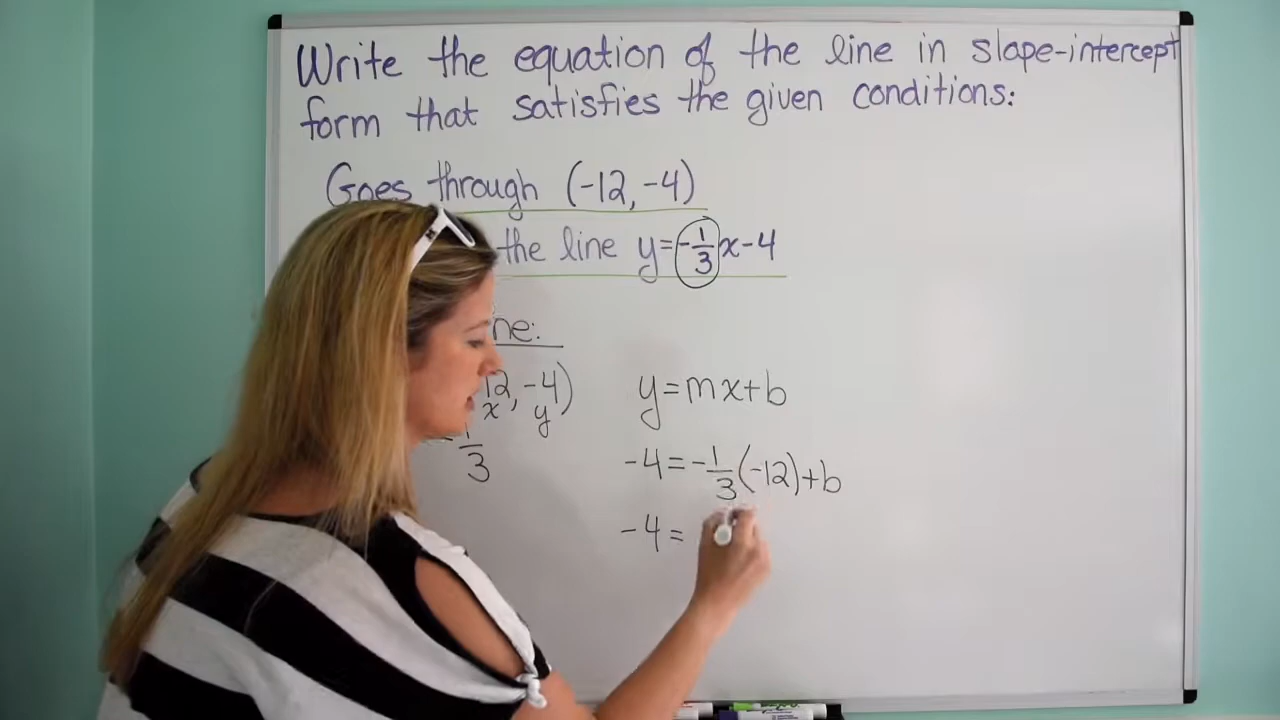 Write the equation of the line in slope-intercept
form that satisfies the given conditions:
Goes through (-12, -4)
the line y=-1/3x-4
ne:
12, -4)
x y
-1/3
y=mx+b
-4=-1/3(-12)+b
-4=